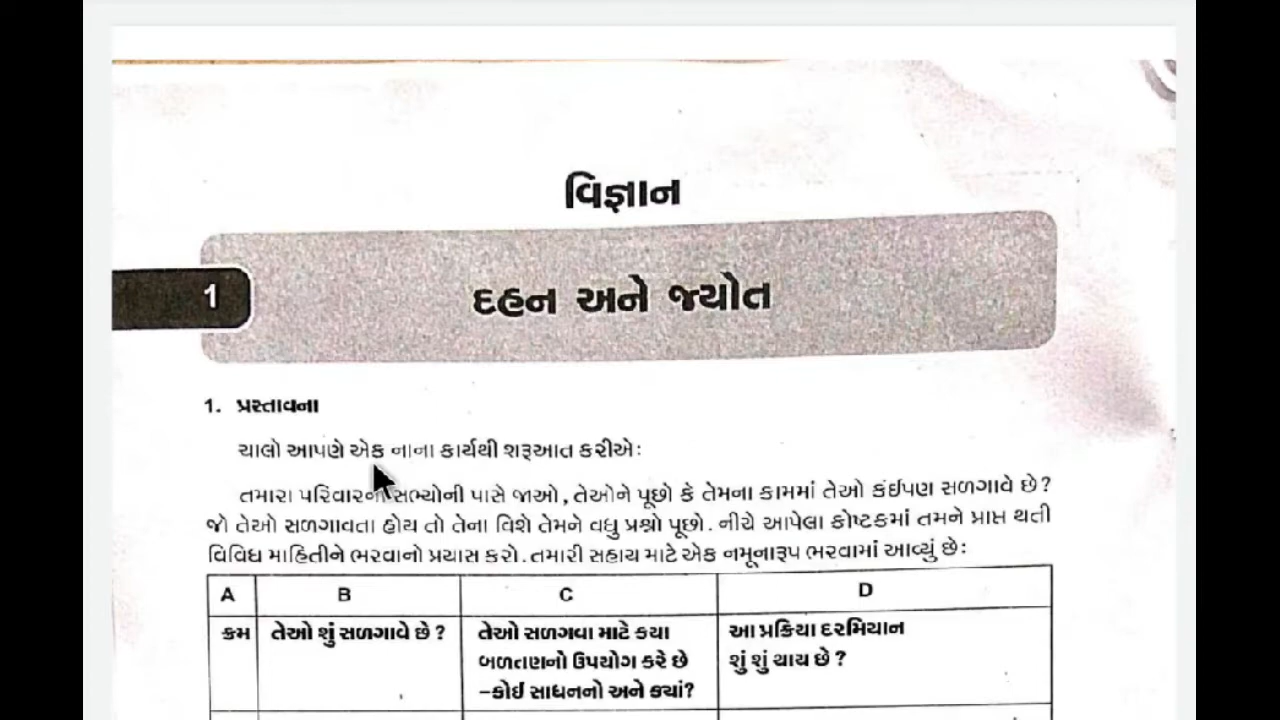 વિજ્ઞાન
1
દહન અને જ્યોત
1. પ્રસ્તાવના
ચાલો આપણે એક નાના કાર્યથી શરૂઆત કરીએ:
તમારા પરિવારના સભ્યોની પાસે જાઓ, તેઓને પૂછો કે તેમના કામમાં તેઓ કંઈપણ સળગાવે છે?
જો તેઓ સળગાવતા હોય તો તેના વિશે તેમને વધુ પ્રશ્નો પૂછો. નીચે આપેલા કોષ્ટકમાં તમને પ્રાપ્ત થતી
વિવિધ માહિતીને ભરવાનો પ્રયાસ કરો. તમારી સહાય માટે એક નમૂનારૂપ ભરવામાં આવ્યું છે:
A B C D
ક્રમ તેઓ શું સળગાવે છે? તેઓ સળગવા માટે કયા આ પ્રક્રિયા દરમિયાન
બળતણનો ઉપયોગ કરે છે શું શું થાય છે?
-કોઈ સાધનનો અને ક્યાં?